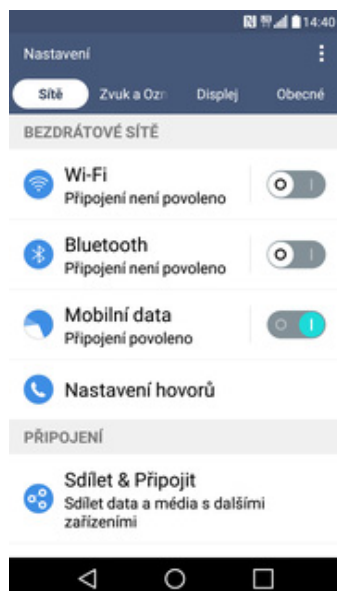 14:40
Nastavení
Sítě Zvuk a Ozn Displej Obecné
BEZDRÁTOVÉ SÍTĚ
Wi-Fi
Připojení není povoleno
Bluetooth
Připojení není povoleno
Mobilní data
Připojení povoleno
Nastavení hovorů
PŘIPOJENÍ
Sdílet & Připojit
Sdílet data a média s dalšími
zařízeními